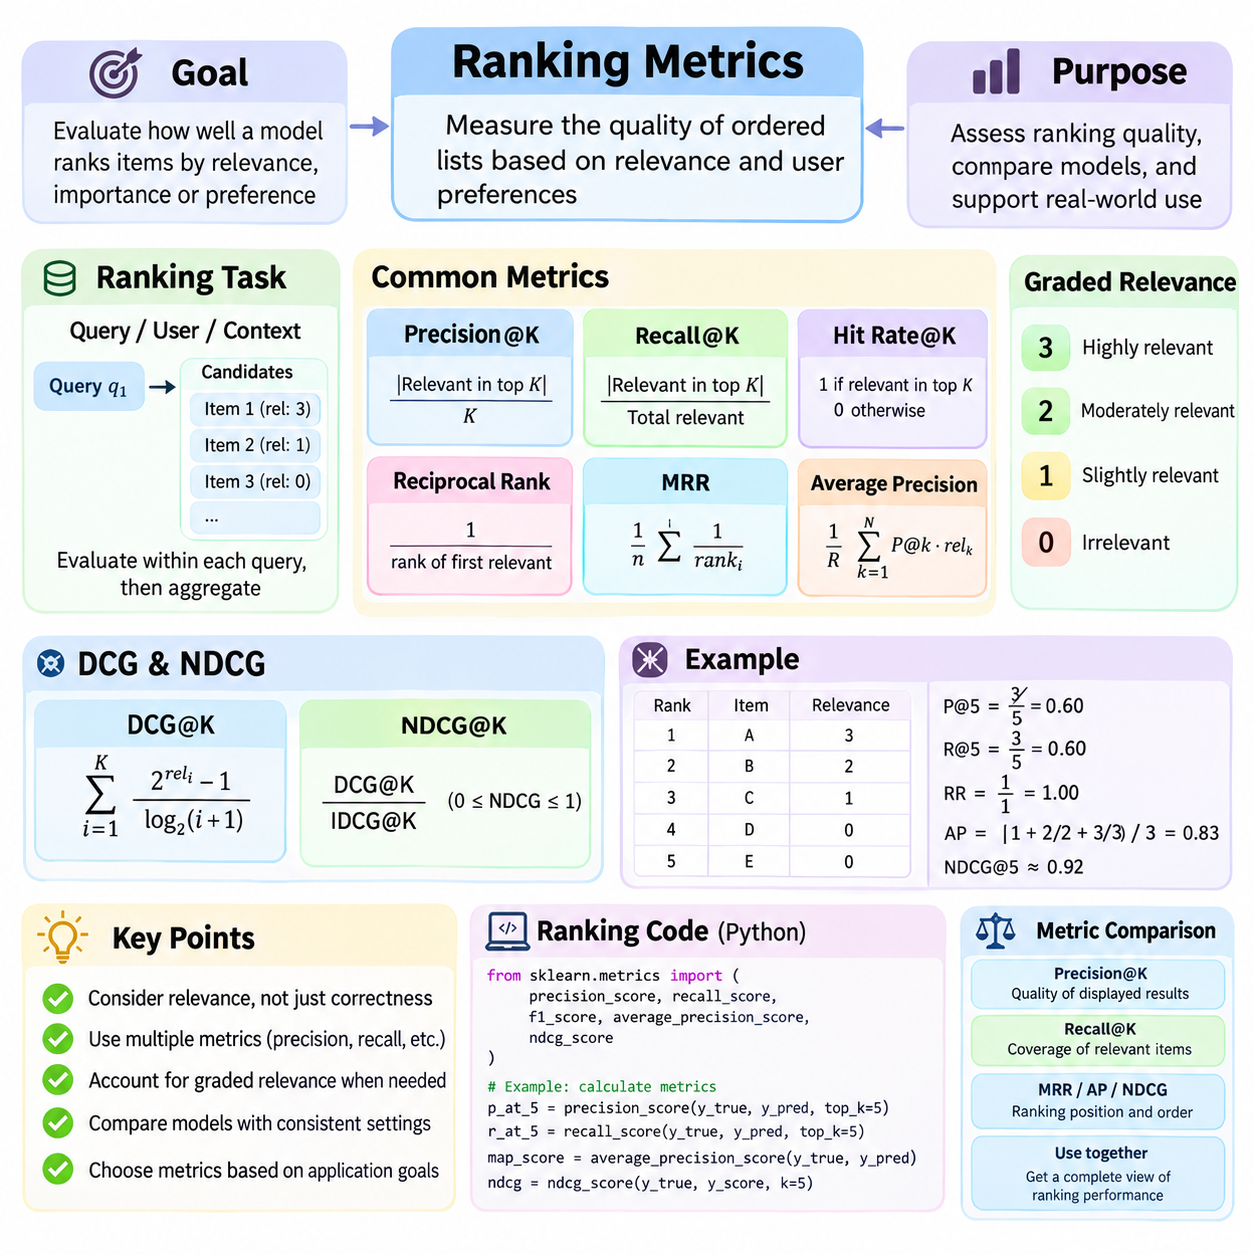 Goal
Evaluate how well a model
ranks items by relevance,
importance or preference
Ranking Metrics
Measure the quality of ordered
lists based on relevance and user
preferences
Purpose
Assess ranking quality,
compare models, and
support real-world use
Ranking Task
Query / User / Context
Query q₁
Candidates
Item 1 (rel: 3)
Item 2 (rel: 1)
Item 3 (rel: 0)
...
Evaluate within each query,
then aggregate
Common Metrics
Precision@K
|Relevant in top K|
K
Recall@K
|Relevant in top K|
Total relevant
Hit Rate@K
1 if relevant in top K
0 otherwise
Reciprocal Rank
1
rank of first relevant
MRR
1/n ∑ 1/rankᵢ
Average Precision
1/R ∑ N k=1 P@k · relₖ
Graded Relevance
3 Highly relevant
2 Moderately relevant
1 Slightly relevant
0 Irrelevant
DCG & NDCG
DCG@K
K
∑ 2^relᵢ − 1
i=1 log₂(i+1)
NDCG@K
DCG@K
IDCG@K
(0 ≤ NDCG ≤ 1)
Example
Rank Item Relevance
1 A 3
2 B 2
3 C 1
4 D 0
5 E 0
P@5 = 3/5 = 0.60
R@5 = 3/5 = 0.60
RR = 1/1 = 1.00
AP = |1 + 2/2 + 3/3) / 3 = 0.83
NDCG@5 ≈ 0.92
Key Points
Consider relevance, not just correctness
Use multiple metrics (precision, recall, etc.)
Account for graded relevance when needed
Compare models with consistent settings
Choose metrics based on application goals
Ranking Code (Python)
from sklearn.metrics import (
precision_score, recall_score,
f1_score, average_precision_score,
ndcg_score
)
# Example: calculate metrics
p_at_5 = precision_score(y_true, y_pred, top_k=5)
r_at_5 = recall_score(y_true, y_pred, top_k=5)
map_score = average_precision_score(y_true, y_pred)
ndcg = ndcg_score(y_true, y_score, k=5)
Metric Comparison
Precision@K
Quality of displayed results
Recall@K
Coverage of relevant items
MRR / AP / NDCG
Ranking position and order
Use together
Get a complete view of
ranking performance